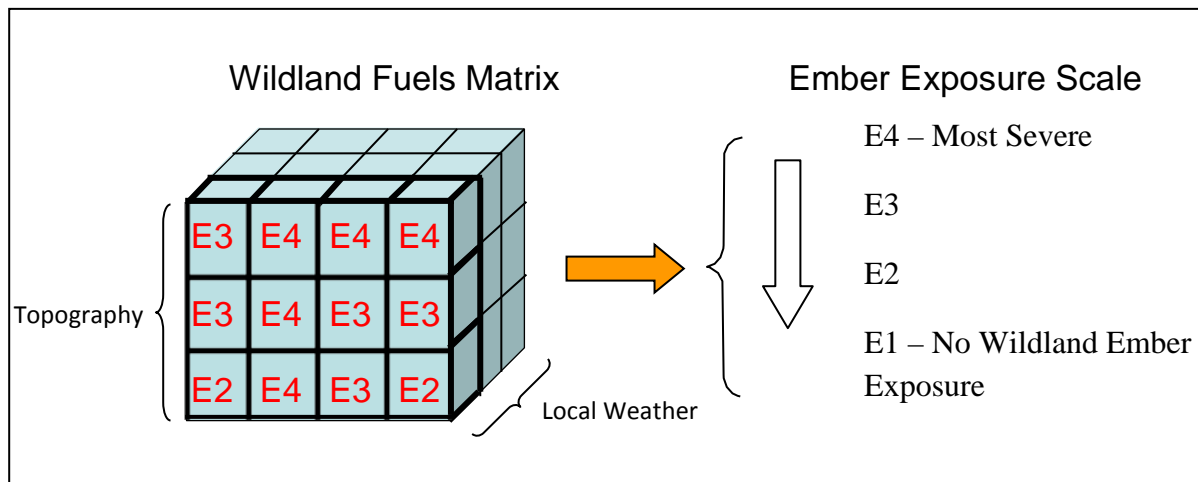 Wildland Fuels Matrix
Ember Exposure Scale
E4 – Most Severe
E3
E2
E1 – No Wildland Ember
Exposure
E3 E4 E4 E4
E3 E4 E3 E3
E2 E4 E3 E2
Topography
Local Weather